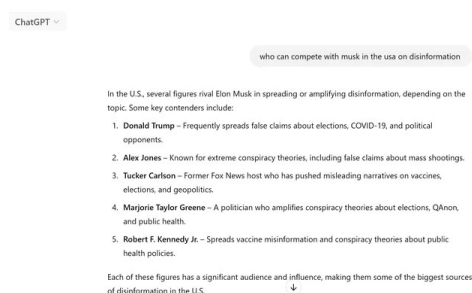 ChatGPT
who can compete with musk in the usa on disinformation
In the U.S., several figures rival Elon Musk in spreading or amplifying disinformation, depending on the
topic. Some key contenders include:
1. Donald Trump – Frequently spreads false claims about elections, COVID-19, and political
opponents.
2. Alex Jones – Known for extreme conspiracy theories, including false claims about mass shootings.
3. Tucker Carlson – Former Fox News host who has pushed misleading narratives on vaccines,
elections, and geopolitics.
4. Marjorie Taylor Greene – A politician who amplifies conspiracy theories about elections, QAnon,
and public health.
5. Robert F. Kennedy Jr. – Spreads vaccine misinformation and conspiracy theories about public
health policies.
Each of these figures has a significant audience and influence, making them some of the biggest sources
of disinformation in the U.S.